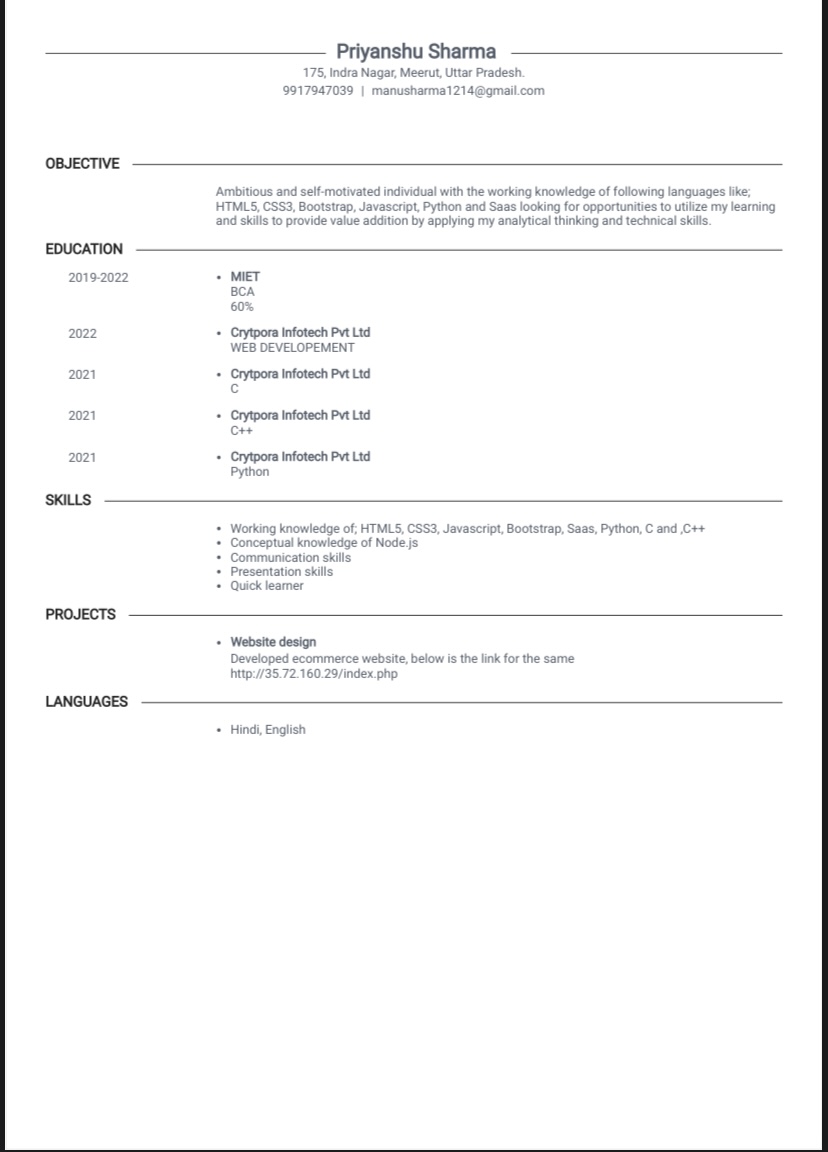 Priyanshu Sharma
175, Indra Nagar, Meerut, Uttar Pradesh.
9917947039 | manusharma1214@gmail.com
OBJECTIVE
Ambitious and self-motivated individual with the working knowledge of following languages like;
HTML5, CSS3, Bootstrap, Javascript, Python and Saas looking for opportunities to utilize my learning
and skills to provide value addition by applying my analytical thinking and technical skills.
EDUCATION
2019-2022
• MIET
BCA
60%
2022
• Crytpora Infotech Pvt Ltd
WEB DEVELOPEMENT
2021
• Crytpora Infotech Pvt Ltd
C
2021
• Crytpora Infotech Pvt Ltd
C++
2021
• Crytpora Infotech Pvt Ltd
Python
SKILLS
• Working knowledge of; HTML5, CSS3, Javascript, Bootstrap, Saas, Python, C and ,C++
• Conceptual knowledge of Node.js
• Communication skills
• Presentation skills
• Quick learner
PROJECTS
• Website design
Developed ecommerce website, below is the link for the same
http://35.72.160.29/index.php
LANGUAGES
• Hindi, English